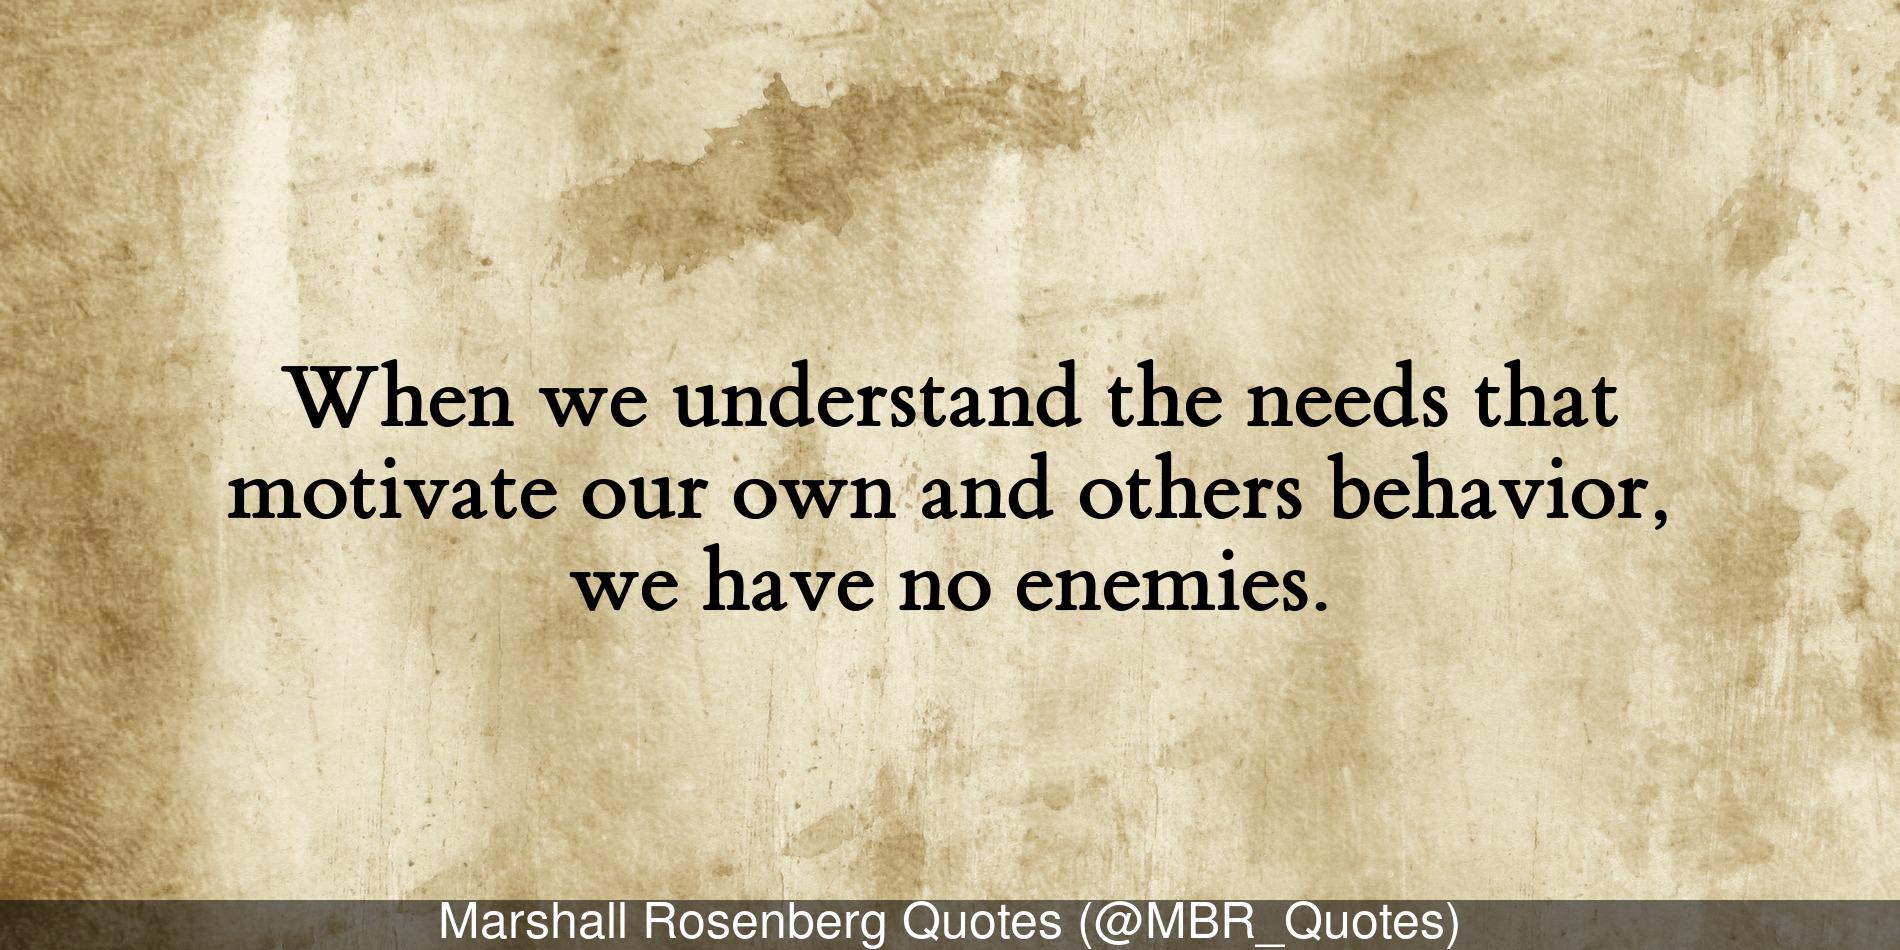 When we understand the needs that
motivate our own and others behavior,
we have no enemies.
Marshall Rosenberg Quotes (@MBR_Quotes)